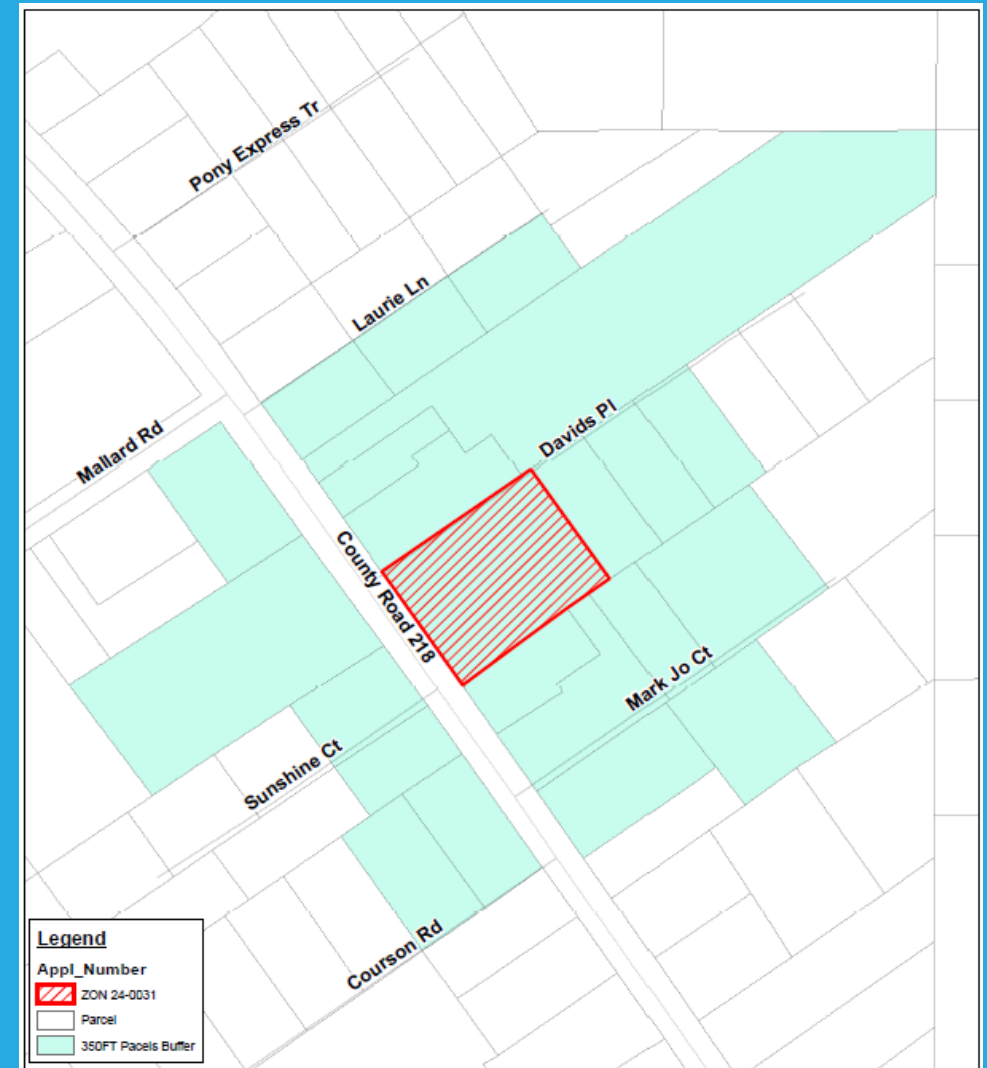 Pony Express Tr
Laurie Ln
Mallard Rd
Davids Pl
County Road 218
Mark Jo Ct
Sunshine Ct
Courson Rd
Legend
Appl_Number
ZON 24-0031
Parcel
350FT Pacels Buffer